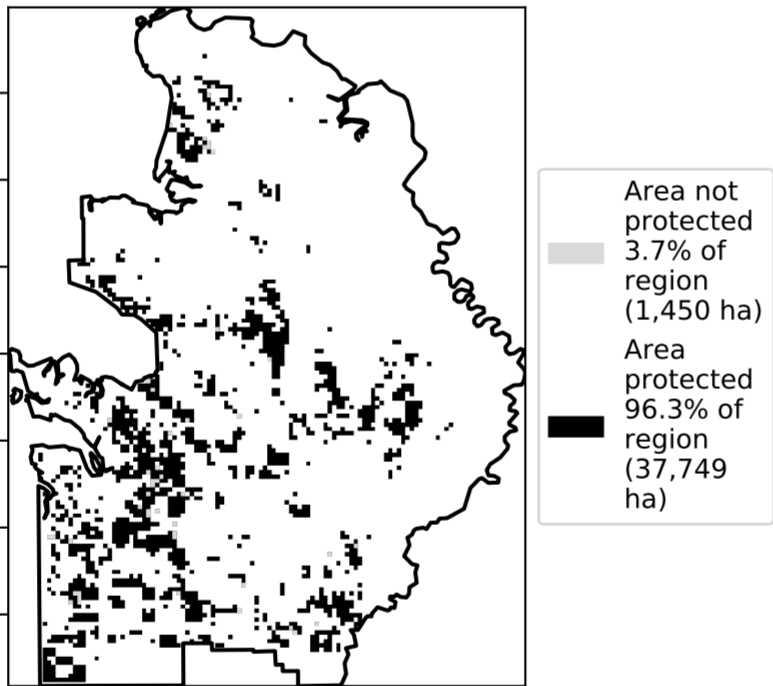 Area not
protected
3.7% of
region
(1,450 ha)
Area
protected
96.3% of
region
(37,749
ha)